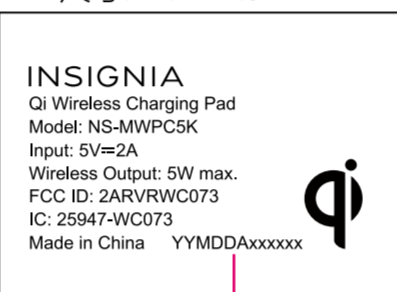 INSIGNIA
Qi Wireless Charging Pad
Model: NS-MWPC5K
Input: 5V⎓2A
Wireless Output: 5W max.
FCC ID: 2ARVRWC073
IC: 25947-WC073
Made in China YYMDDAxxxxxx
qi